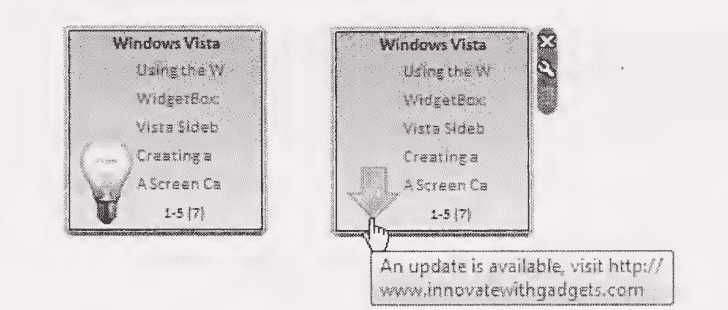 Windows Vista
Using the W
WidgetBox:
Vista Sideb
Creating a
A Screen Ca
1-5 (7)
Windows Vista
Using the W
WidgetBox:
Vista Sideb
Creating a
A Screen Ca
1-5 (7)
An update is available, visit http://
www.innovatewithgadgets.com